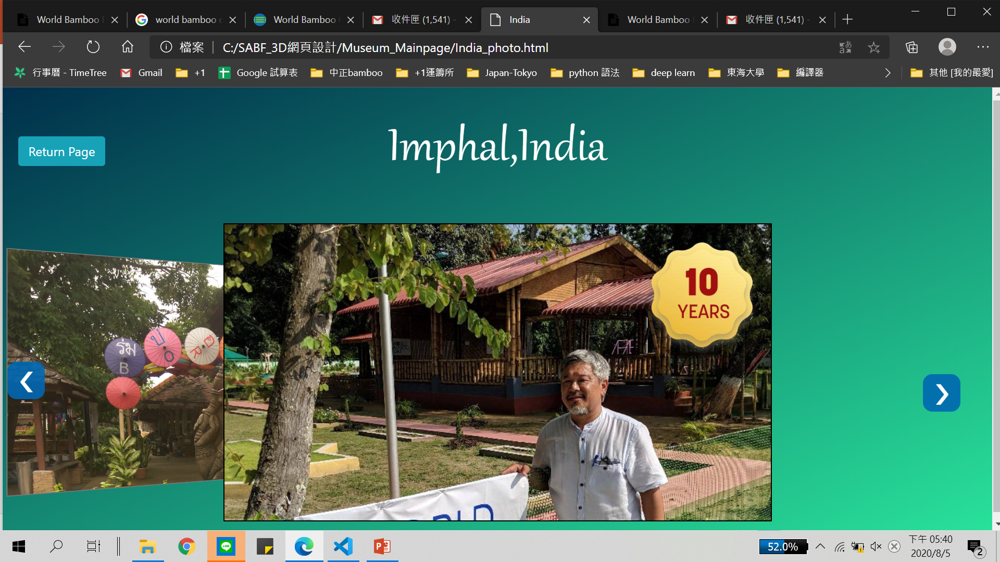 World Bamboo
world bamboo
World Bamboo
收件匣 (1,541) -
India
World Bamboo
收件匣 (1,541) -
檔案
C:/SABF_3D網頁設計/Museum_Mainpage/India_photo.html
行事曆 - TimeTree
Gmail
+1
Google 試算表
中正bamboo
+1運籌所
Japan-Tokyo
python 語法
deep learn
東海大學
編譯器
其他 [我的最愛]
Return Page
Imphal,India
10
YEARS
ร่ม
บ่
B
O
R
LINE
52.0%
下午 05:40
2020/8/5
2